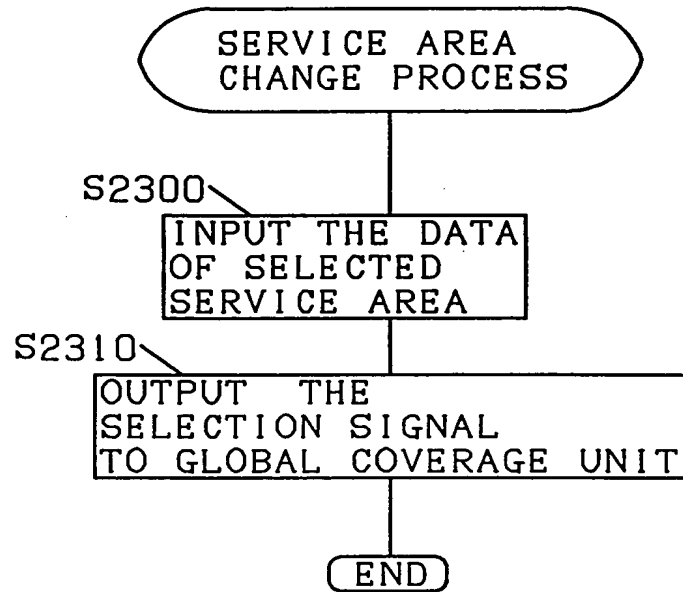 SERVICE AREA
CHANGE PROCESS
S2300
INPUT THE DATA
OF SELECTED
SERVICE AREA
S2310
OUTPUT THE
SELECTION SIGNAL
TO GLOBAL COVERAGE UNIT
END